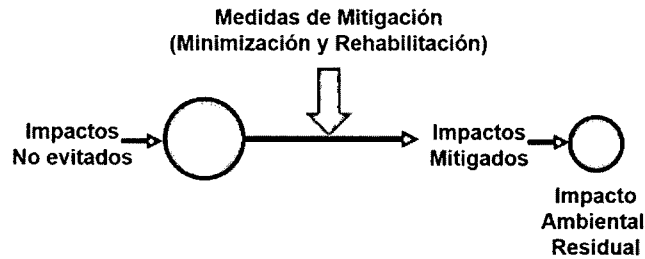 Medidas de Mitigación
(Minimización y Rehabilitación)
Impactos
No evitados
Impactos
Mitigados
Impacto
Ambiental
Residual